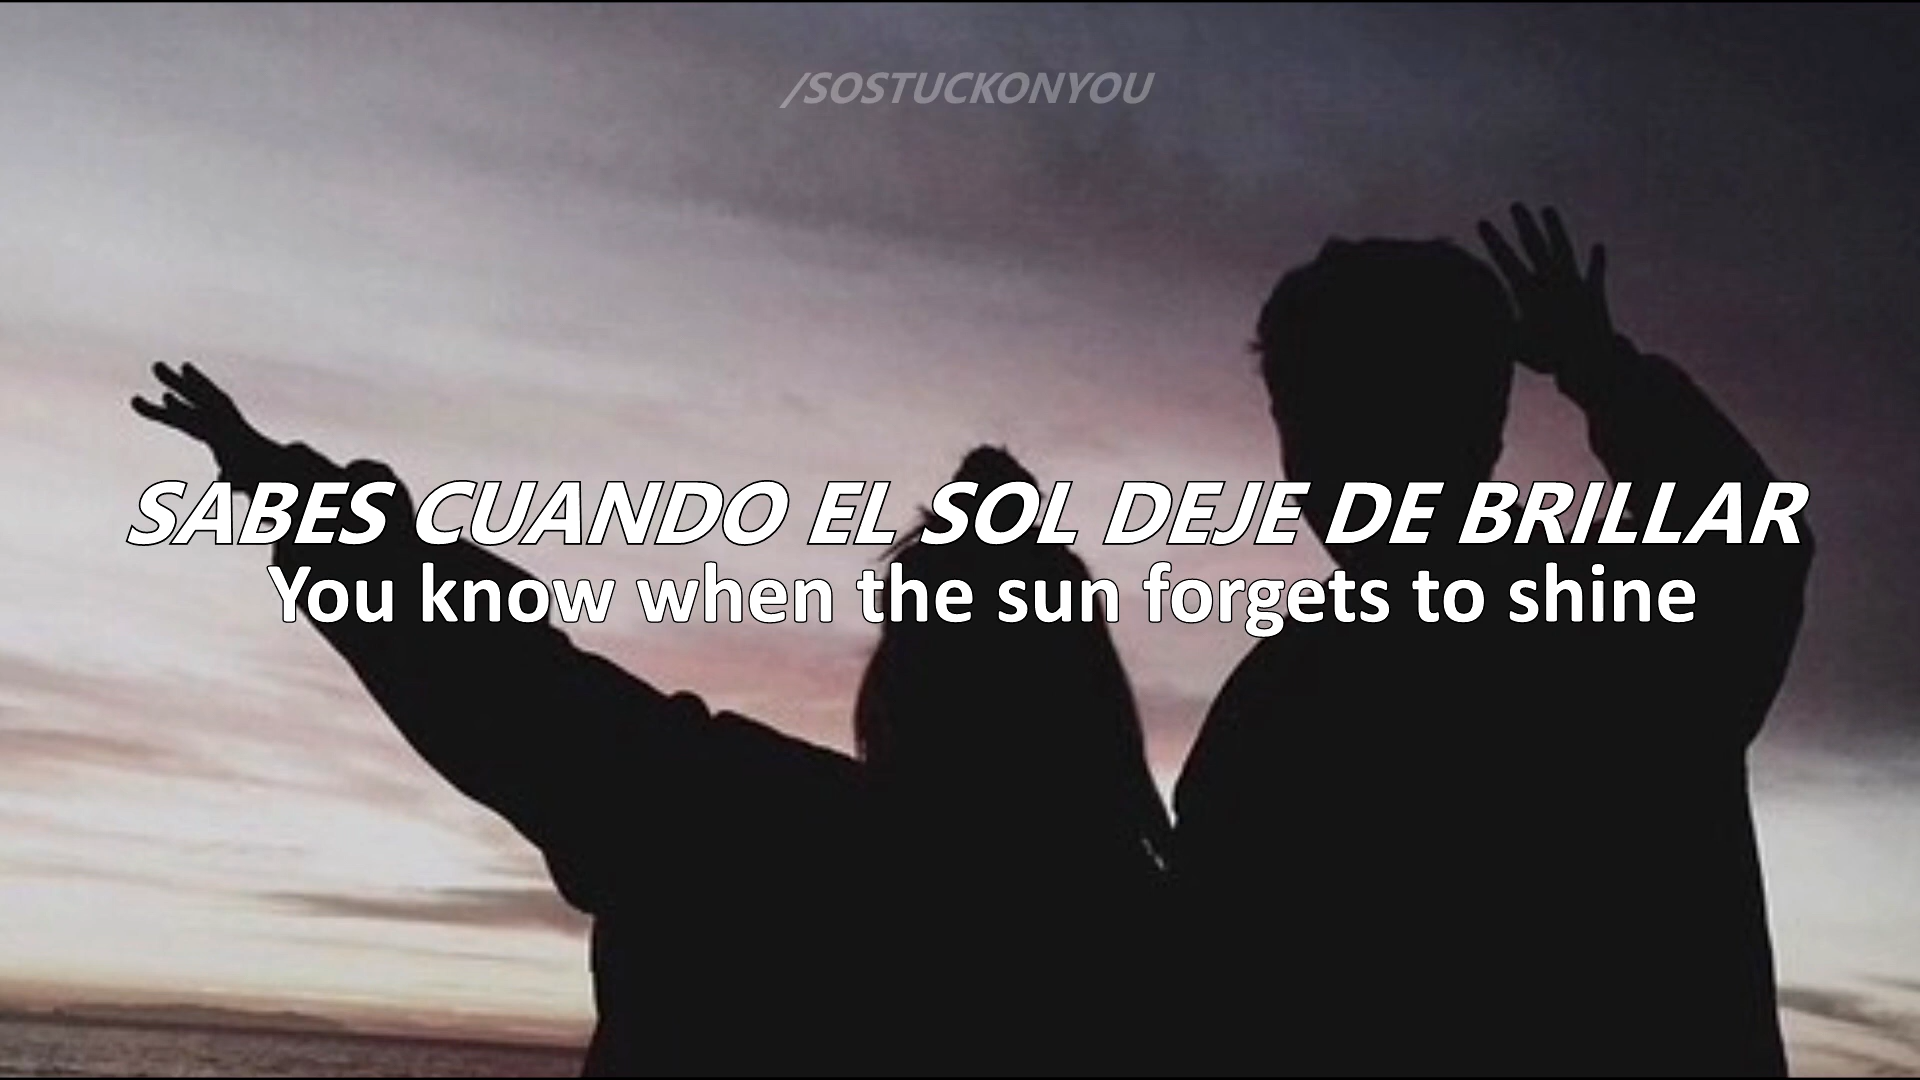 /SOSTUCKONYOU
SABES CUANDO EL SOL DEJE DE BRILLAR
You know when the sun forgets to shine